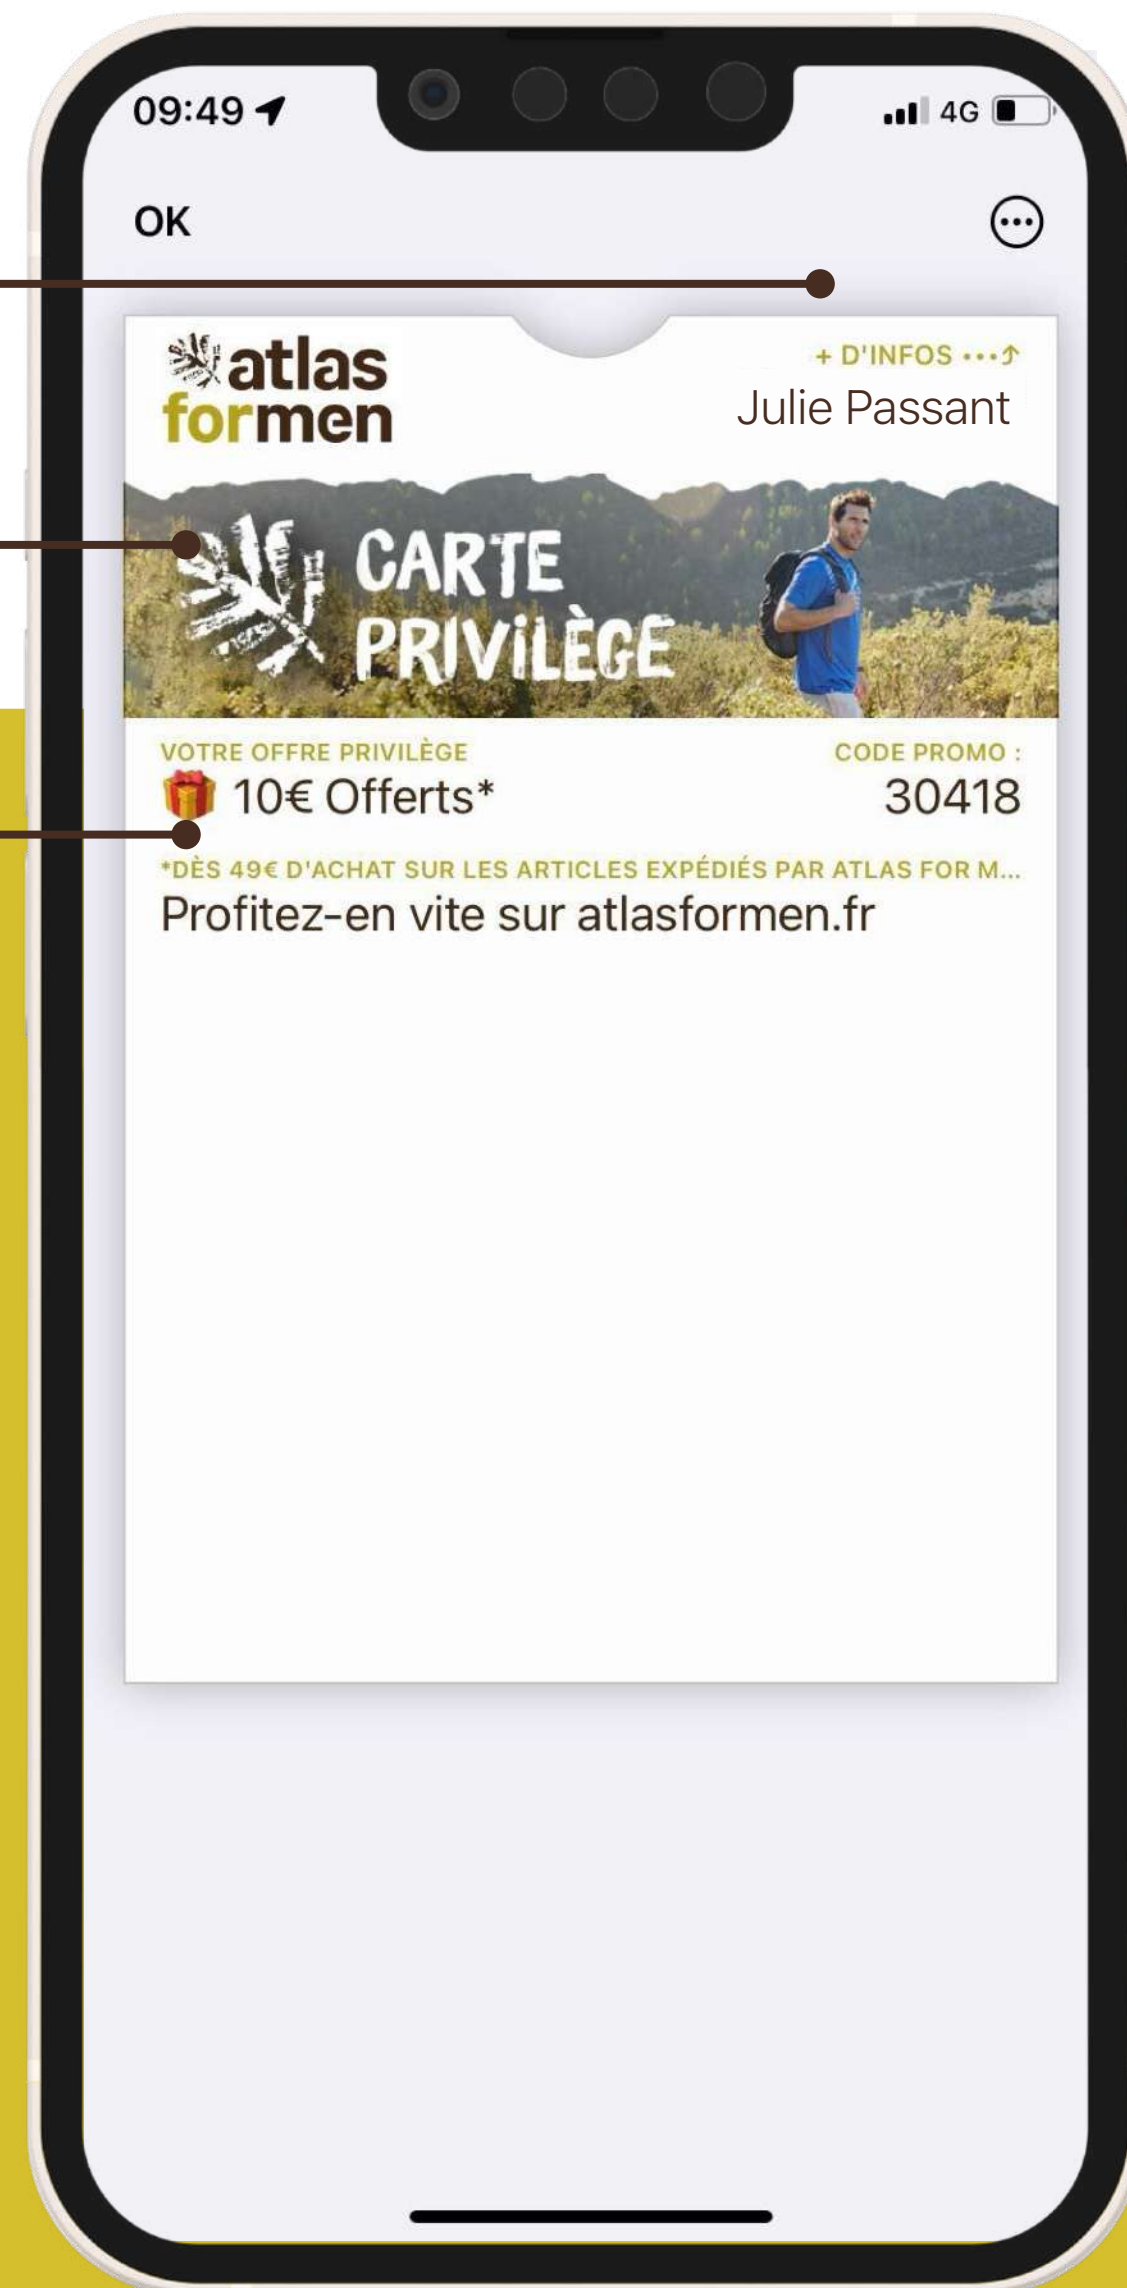 09:49
4G
OK
atlas
formen
+ D'INFOS
Julie Passant
CARTE
PRIVILÈGE
VOTRE OFFRE PRIVILÈGE
CODE PROMO :
10€ Offerts*
30418
*DÈS 49€ D'ACHAT SUR LES ARTICLES EXPÉDIÉS PAR ATLAS FOR M...
Profitez-en vite sur atlasformen.fr